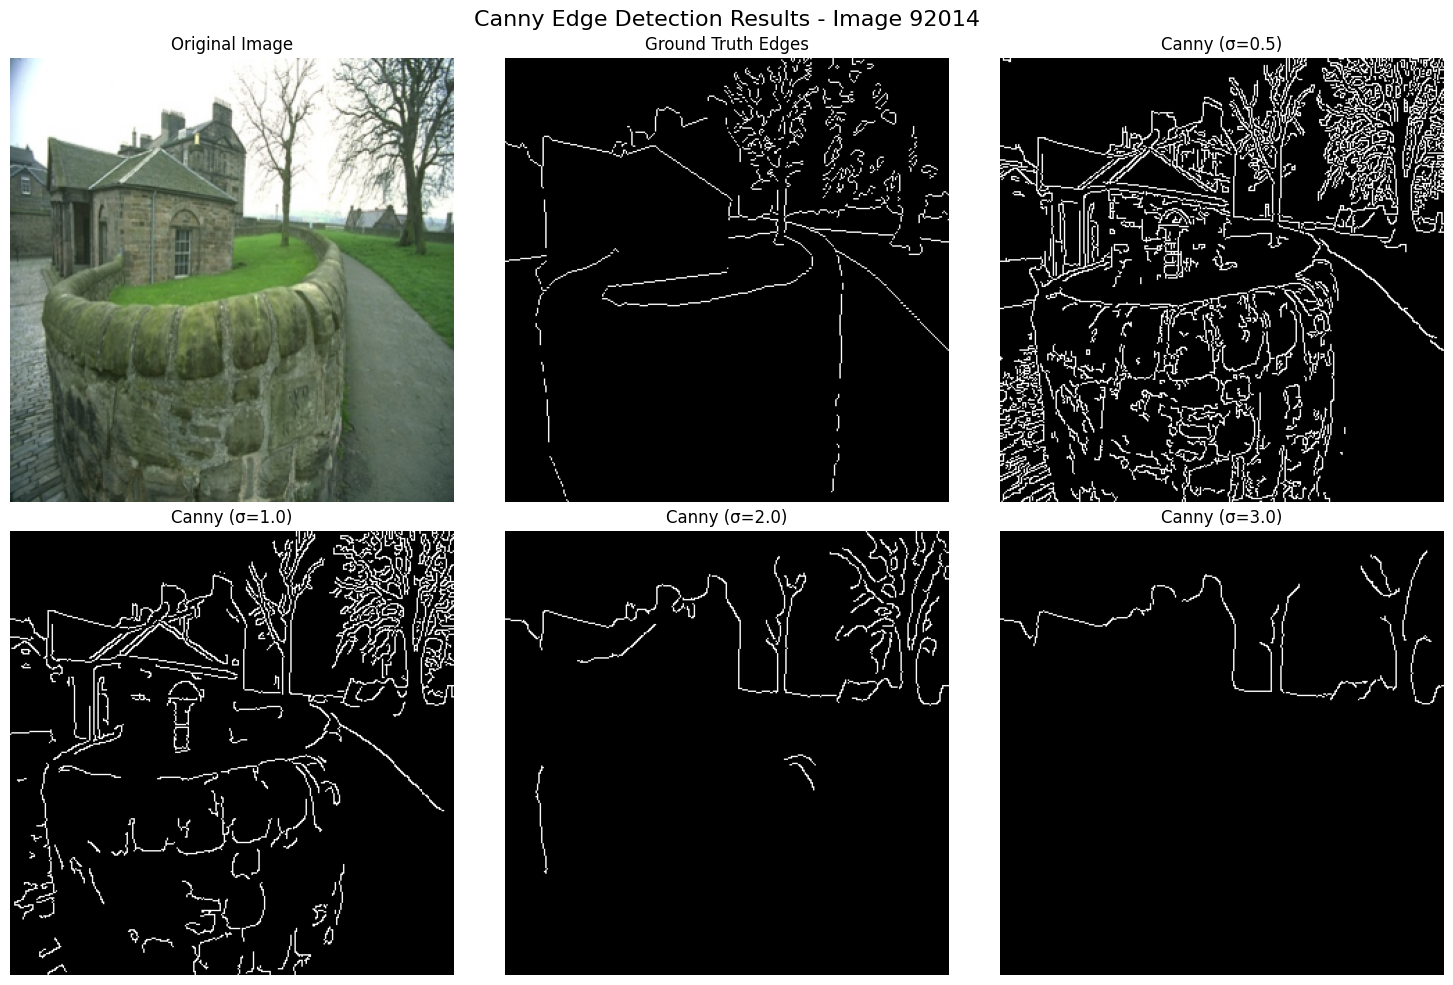 Canny Edge Detection Results - Image 92014
Original Image
Ground Truth Edges
Canny (σ=0.5)
Canny (σ=1.0)
Canny (σ=2.0)
Canny (σ=3.0)